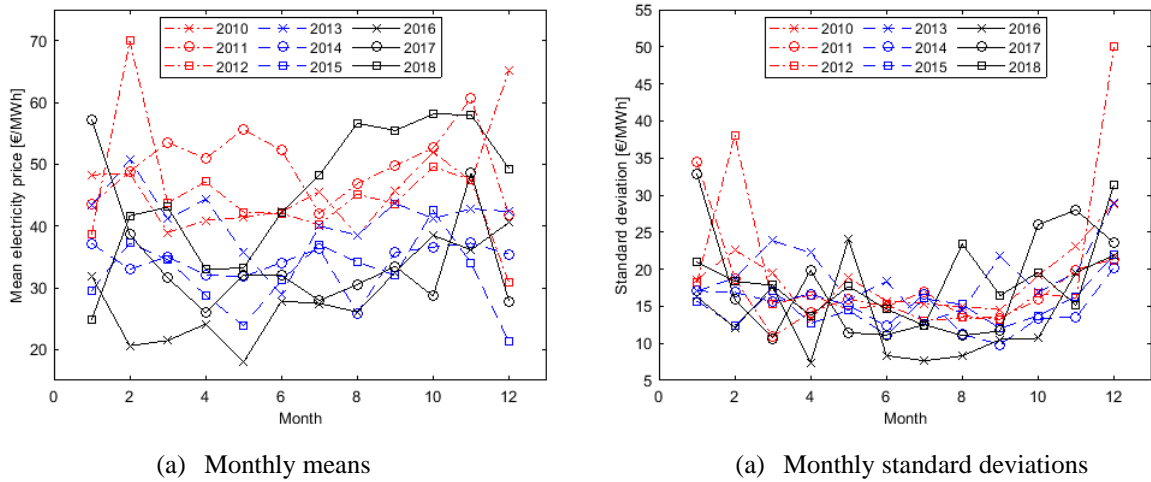 2010 2013 2016
2011 2014 2017
2012 2015 2018
70
60
50
40
30
20
Mean electricity price [€/MWh]
0 2 4 6 8 10 12
Month
(a) Monthly means
2010 2013 2016
2011 2014 2017
2012 2015 2018
55
50
45
40
35
30
25
20
15
10
5
Standard deviation [€/MWh]
0 2 4 6 8 10 12
Month
(a) Monthly standard deviations